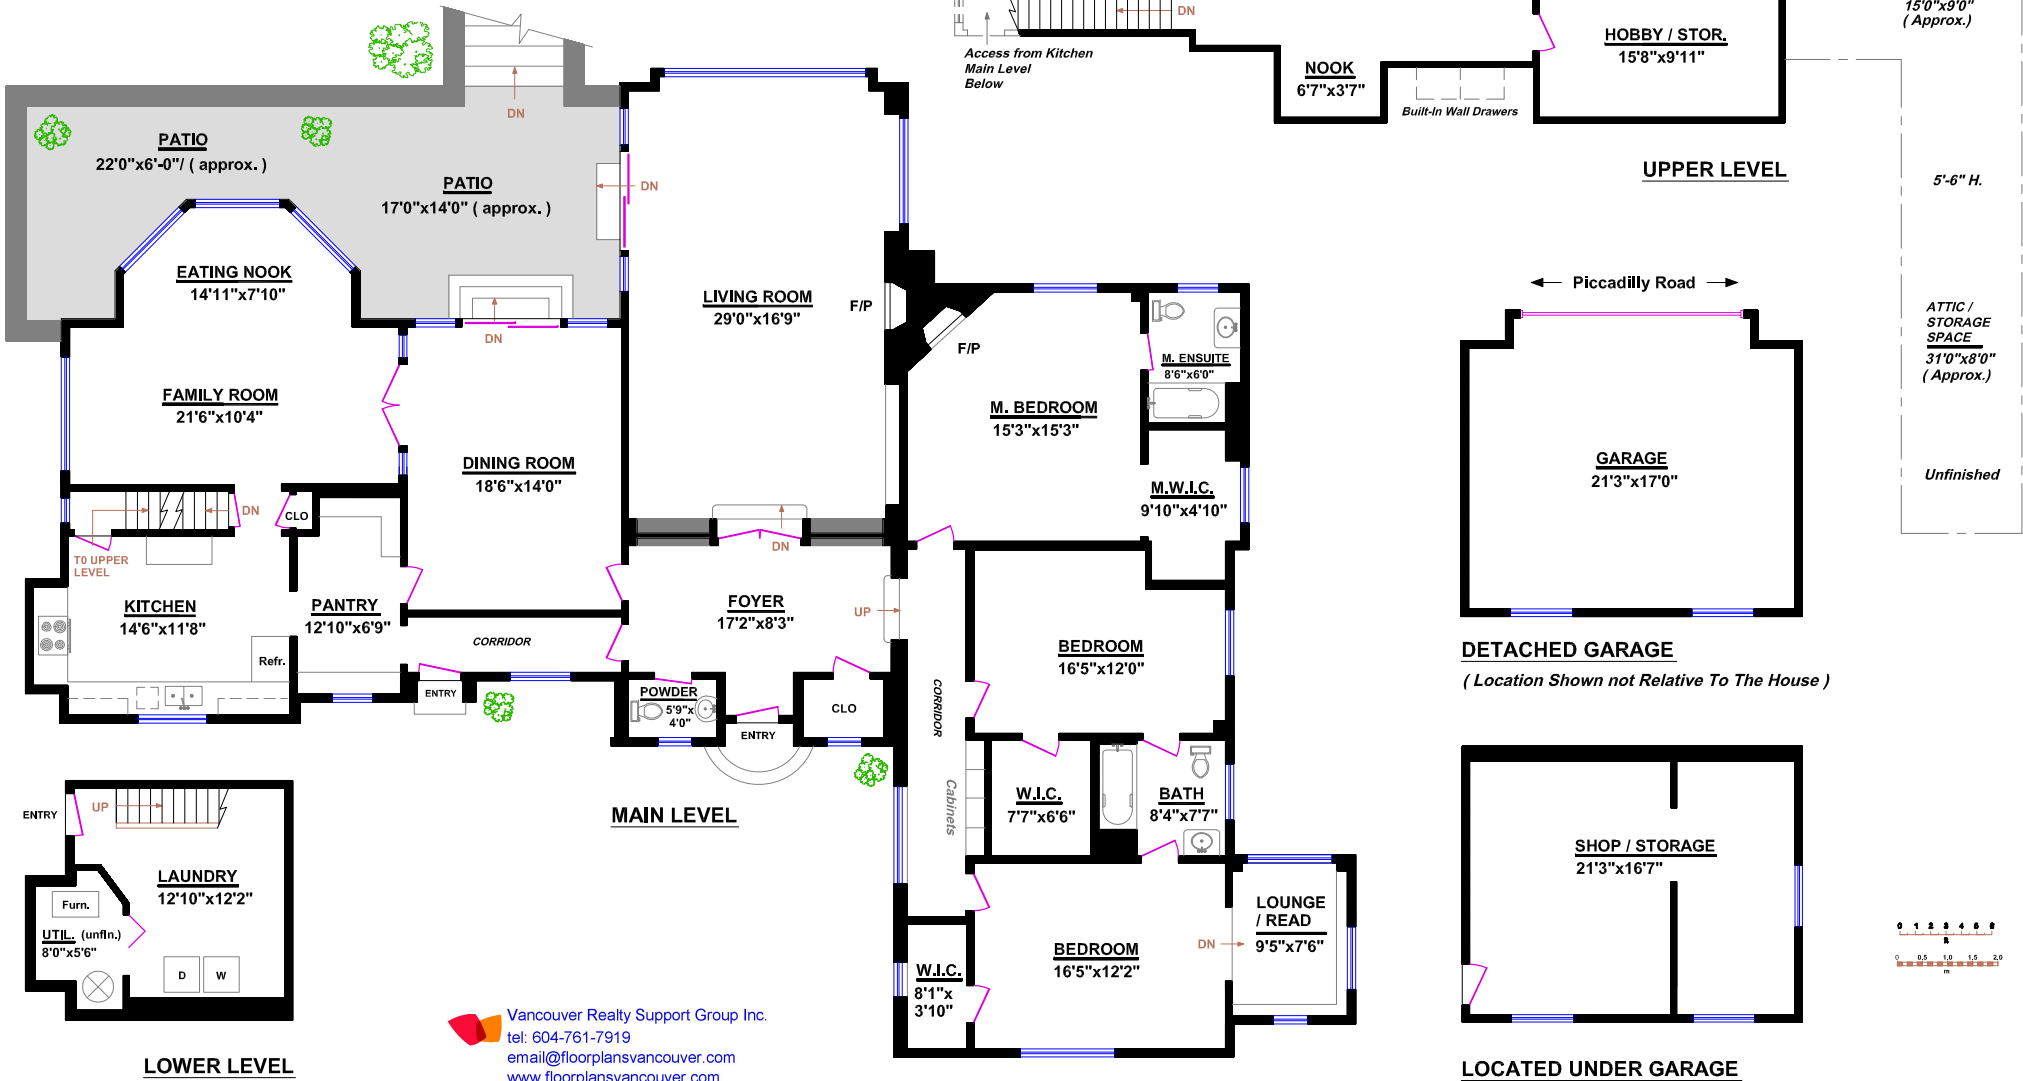 DN
Access from Kitchen
Main Level
Below
NOOK
6'7"x3'7"
Built-In Wall Drawers
HOBBY / STOR.
15'8"x9'11"
15'0"x9'0"
( Approx.)
UPPER LEVEL
5'-6" H.
ATTIC /
STORAGE
SPACE
31'0"x8'0"
( Approx.)
Unfinished
DN
PATIO
22'0"x6'-0"/ ( approx. )
PATIO
17'0"x14'0" ( approx. )
DN
EATING NOOK
14'11"x7'10"
DN
LIVING ROOM
29'0"x16'9"
F/P
F/P
FAMILY ROOM
21'6"x10'4"
DINING ROOM
18'6"x14'0"
M. ENSUITE
8'6"x6'0"
M. BEDROOM
15'3"x15'3"
M.W.I.C.
9'10"x4'10"
DN
CLO
DN
T0 UPPER
LEVEL
KITCHEN
14'6"x11'8"
Refr.
PANTRY
12'10"x6'9"
CORRIDOR
ENTRY
FOYER
17'2"x8'3"
UP
POWDER
5'9"x
4'0"
ENTRY
CLO
CORRIDOR
Cabinets
BEDROOM
16'5"x12'0"
W.I.C.
7'7"x6'6"
BATH
8'4"x7'7"
BEDROOM
16'5"x12'2"
DN
LOUNGE
/ READ
9'5"x7'6"
W.I.C.
8'1"x
3'10"
MAIN LEVEL
Piccadilly Road
GARAGE
21'3"x17'0"
DETACHED GARAGE
( Location Shown not Relative To The House )
SHOP / STORAGE
21'3"x16'7"
LOCATED UNDER GARAGE
ENTRY
UP
LAUNDRY
12'10"x12'2"
Furn.
UTIL. (unfin.)
8'0"x5'6"
D
W
LOWER LEVEL
Vancouver Realty Support Group Inc.
tel: 604-761-7919
email@floorplansvancouver.com
www.floorplansvancouver.com
0 0.5 1.0 1.5 2.0
m